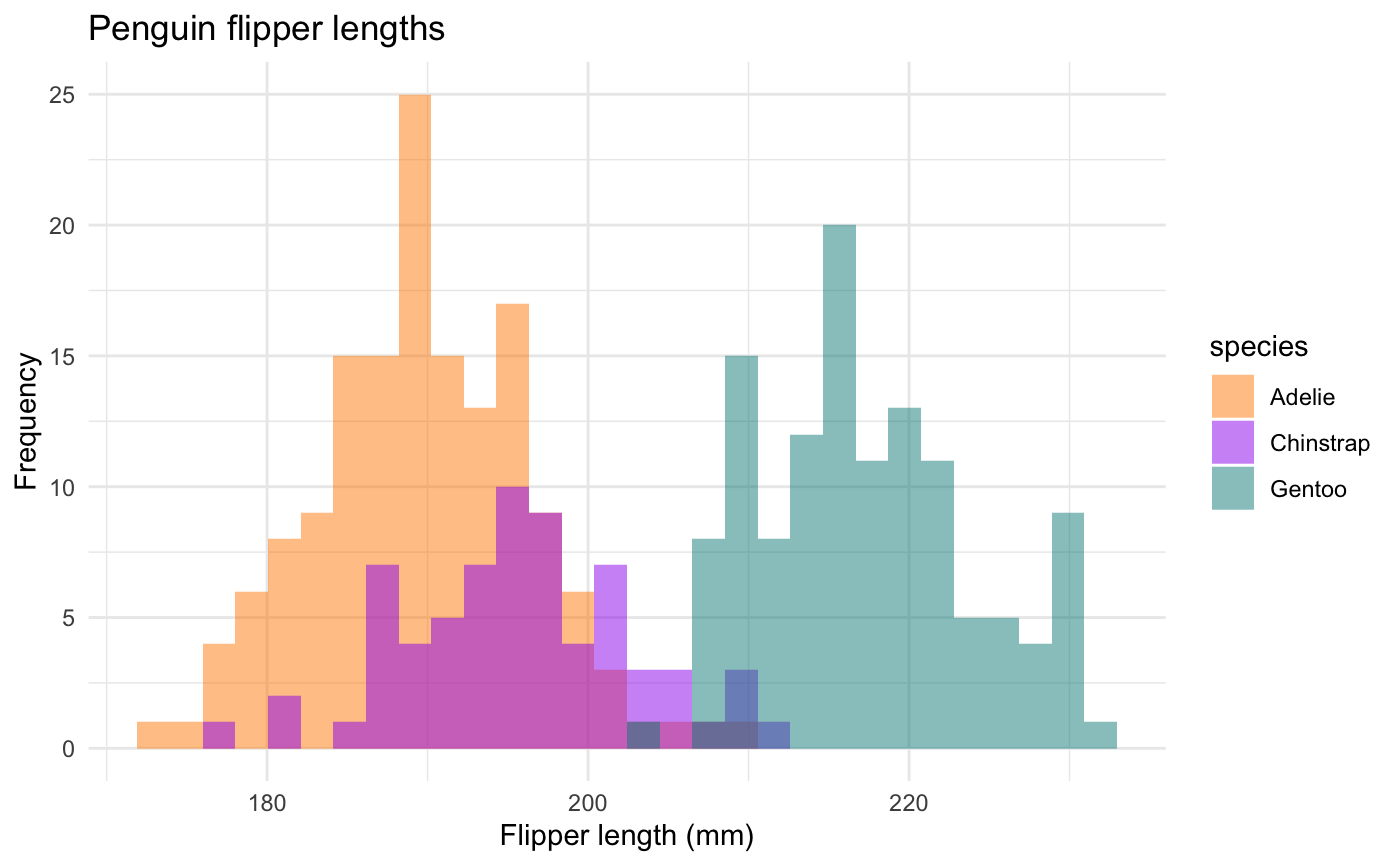 Penguin flipper lengths
25
20
15
10
5
0
Frequency
180 200 220
Flipper length (mm)
species
Adelie
Chinstrap
Gentoo